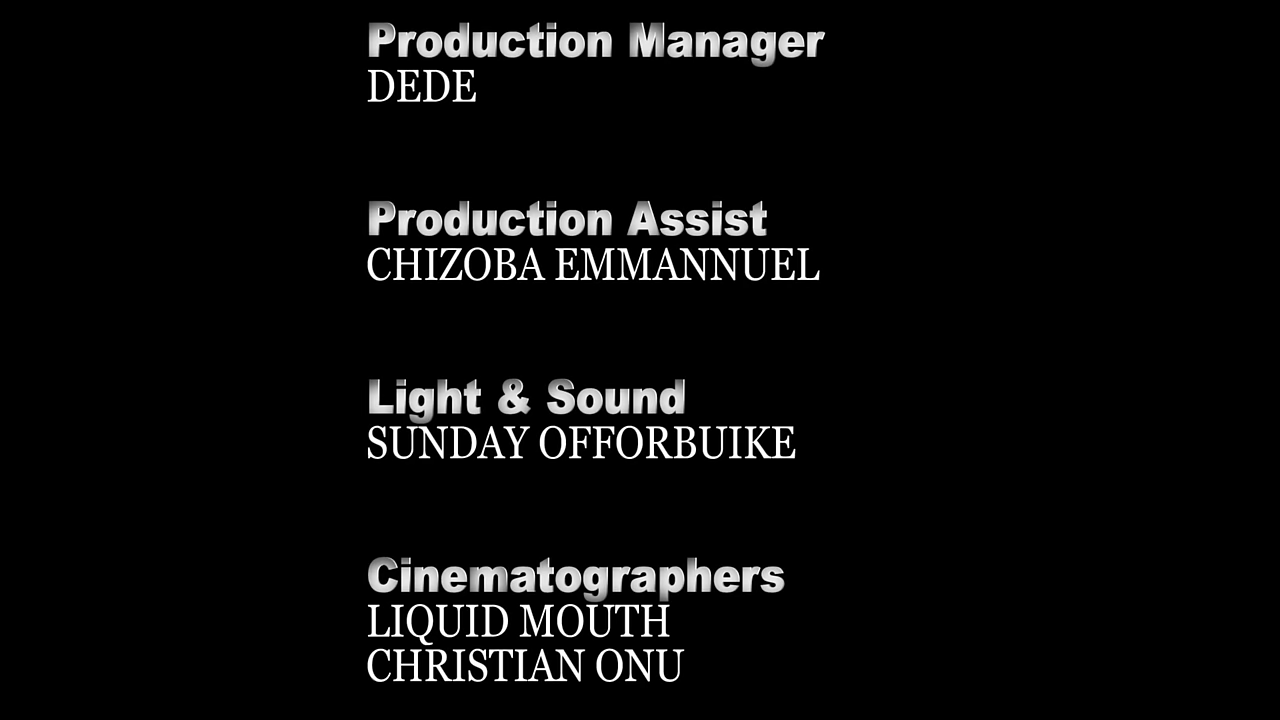 Production Manager
DEDE
Production Assist
CHIZOBA EMMANNUEL
Light & Sound
SUNDAY OFFORBUIKE
Cinematographers
LIQUID MOUTH
CHRISTIAN ONU